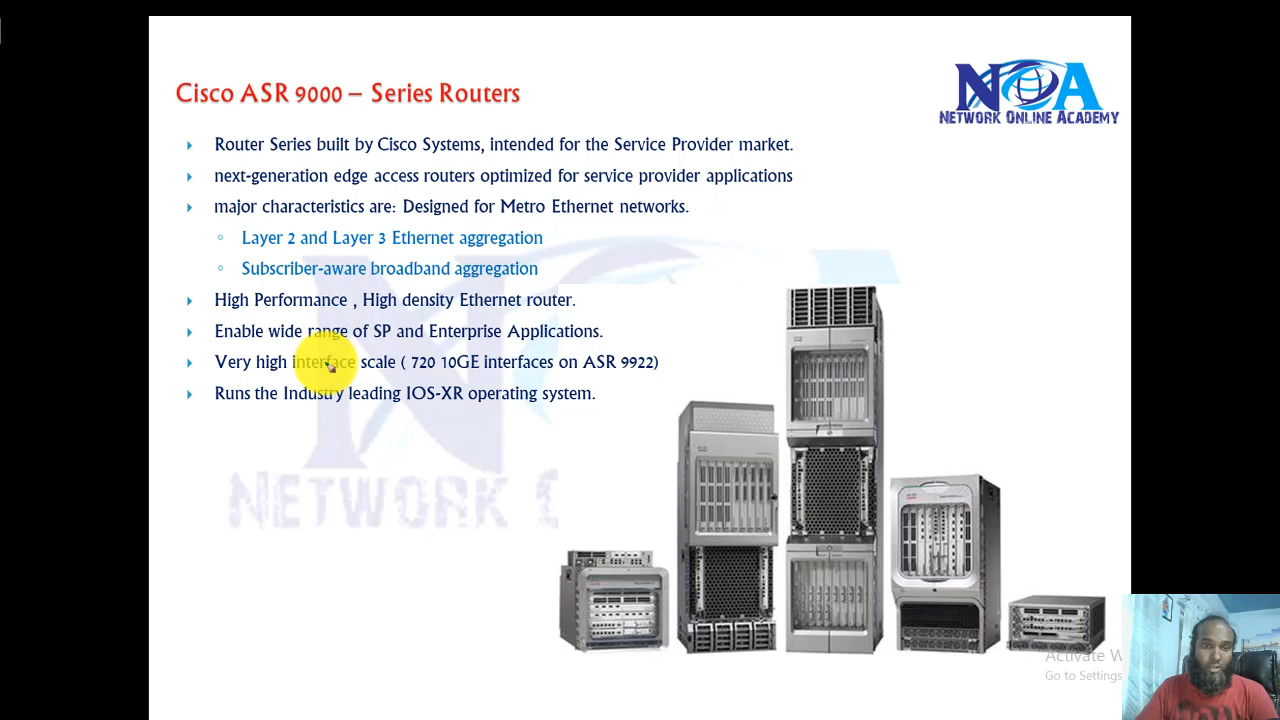 Cisco ASR 9000 – Series Routers
NOA
NETWORK ONLINE ACADEMY
Router Series built by Cisco Systems, intended for the Service Provider market.
next-generation edge access routers optimized for service provider applications
major characteristics are: Designed for Metro Ethernet networks.
Layer 2 and Layer 3 Ethernet aggregation
Subscriber-aware broadband aggregation
High Performance , High density Ethernet router.
Enable wide range of SP and Enterprise Applications.
Very high interface scale ( 720 10GE interfaces on ASR 9922)
Runs the Industry leading IOS-XR operating system.
NETWORK O
Activate W
Go to Settings